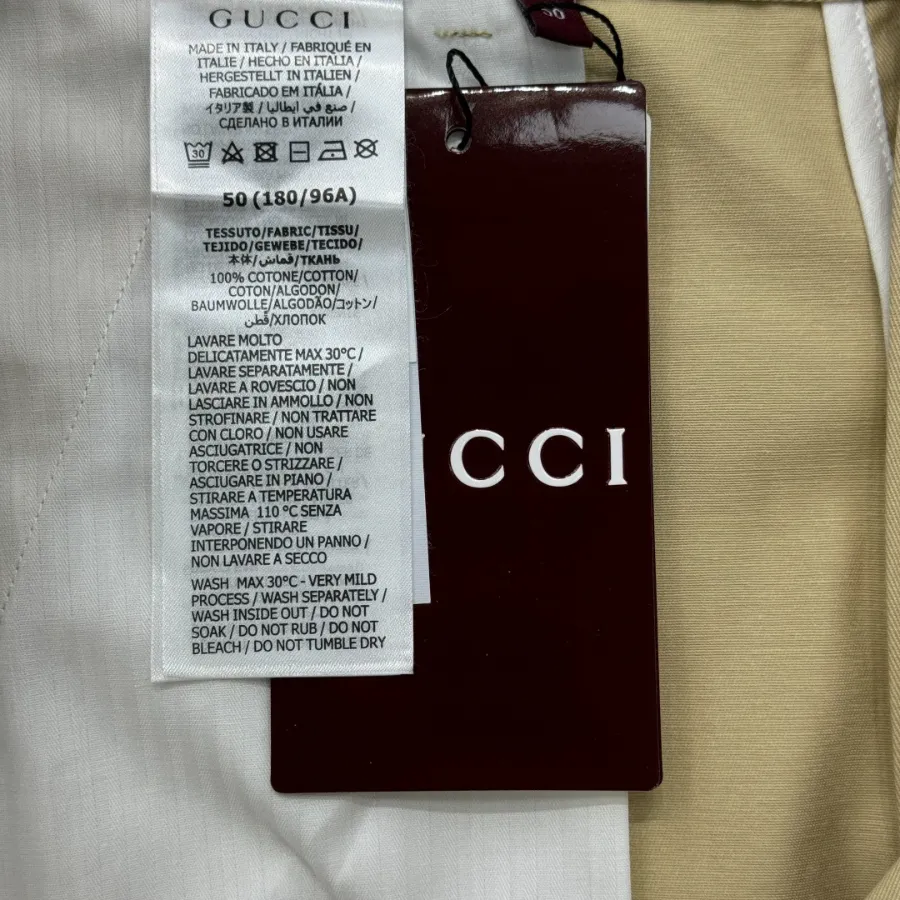 GUCCI
MADE IN ITALY / FABRIQUÉ EN
ITALIE / HECHO EN ITALIA /
HERGESTELLT IN ITALIEN /
FABRICADO EM ITÁLIA /
イタリア製 / صنع في ايطاليا /
СДЕЛАНО В ИТАЛИИ
30
50 (180/96A)
TESSUTO/FABRIC/TISSU/
TEJIDO/GEWEBE/TECIDO/
本体/قماش/ТКАНЬ
100% COTONE/COTTON/
COTON/ALGODON/
BAUMWOLLE/ALGODÃO/コットン/
قطن/ХЛОПОК
LAVARE MOLTO
DELICATAMENTE MAX 30°C /
LAVARE SEPARATAMENTE /
LAVARE A ROVESCIO / NON
LASCIARE IN AMMOLLO / NON
STROFINARE / NON TRATTARE
CON CLORO / NON USARE
ASCIUGATRICE / NON
TORCERE O STRIZZARE /
ASCIUGARE IN PIANO /
STIRARE A TEMPERATURA
MASSIMA 110 °C SENZA
VAPORE / STIRARE
INTERPONENDO UN PANNO /
NON LAVARE A SECCO
WASH MAX 30°C - VERY MILD
PROCESS / WASH SEPARATELY /
WASH INSIDE OUT / DO NOT
SOAK / DO NOT RUB / DO NOT
BLEACH / DO NOT TUMBLE DRY
50
UCCI